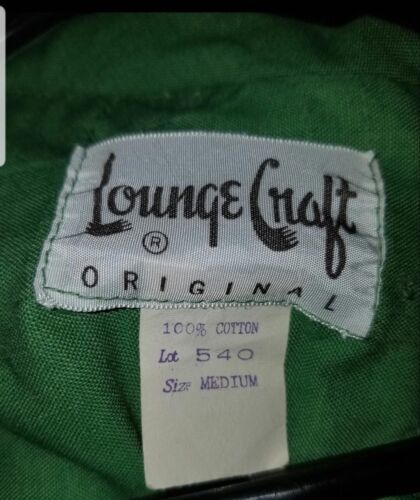 Lounge Craft
®
ORIGINAL
100% COTTON
Lot 540
Size MEDIUM